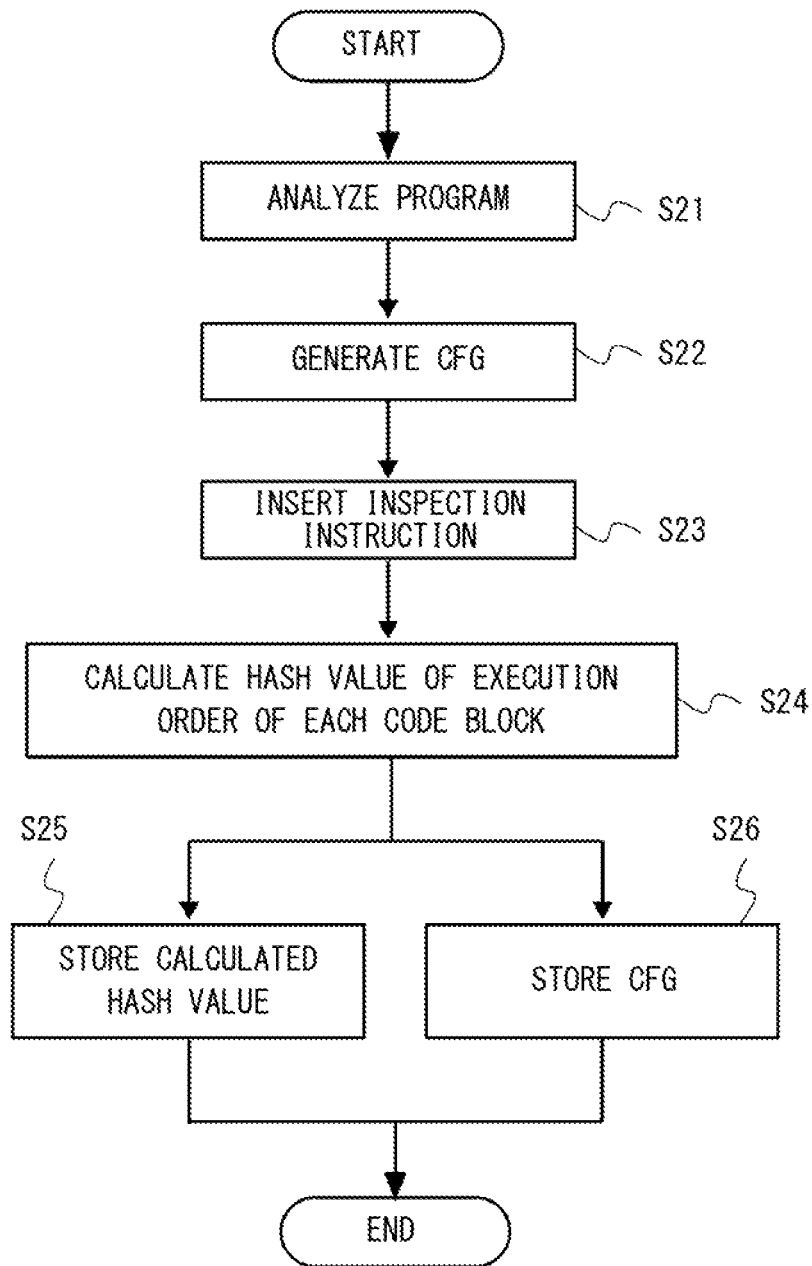 START
ANALYZE PROGRAM
S21
GENERATE CFG
S22
INSERT INSPECTION
INSTRUCTION
S23
CALCULATE HASH VALUE OF EXECUTION
ORDER OF EACH CODE BLOCK
S24
S25
S26
STORE CALCULATED
HASH VALUE
STORE CFG
END